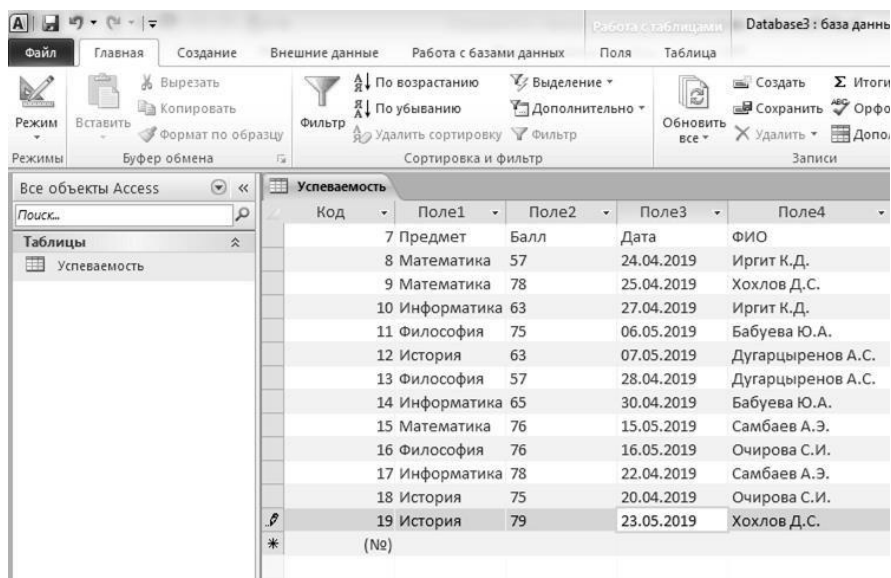 Работа с таблицами Database3 : база данны
Файл Главная Создание Внешние данные Работа с базами данных Поля Таблица
Режим
Вставить
Вырезать
Копировать
Формат по образцу
Фильтр
По возрастанию
По убыванию
Удалить сортировку
Выделение
Дополнительно
Фильтр
Обновить
все
Создать
Сохранить
Удалить
Итоги
Орфо
Допол
Режимы Буфер обмена Сортировка и фильтр Записи
Все объекты Access
Поиск...
Таблицы
Успеваемость
Успеваемость
Код Поле1 Поле2 Поле3 Поле4
7 Предмет Балл Дата ФИО
8 Математика 57 24.04.2019 Иргит К.Д.
9 Математика 78 25.04.2019 Хохлов Д.С.
10 Информатика 63 27.04.2019 Иргит К.Д.
11 Философия 75 06.05.2019 Бабуева Ю.А.
12 История 63 07.05.2019 Дугарцыренов А.С.
13 Философия 57 28.04.2019 Дугарцыренов А.С.
14 Информатика 65 30.04.2019 Бабуева Ю.А.
15 Математика 76 15.05.2019 Самбаев А.Э.
16 Философия 76 16.05.2019 Очирова С.И.
17 Информатика 78 22.04.2019 Самбаев А.Э.
18 История 75 20.04.2019 Очирова С.И.
19 История 79 23.05.2019 Хохлов Д.С.
(№)